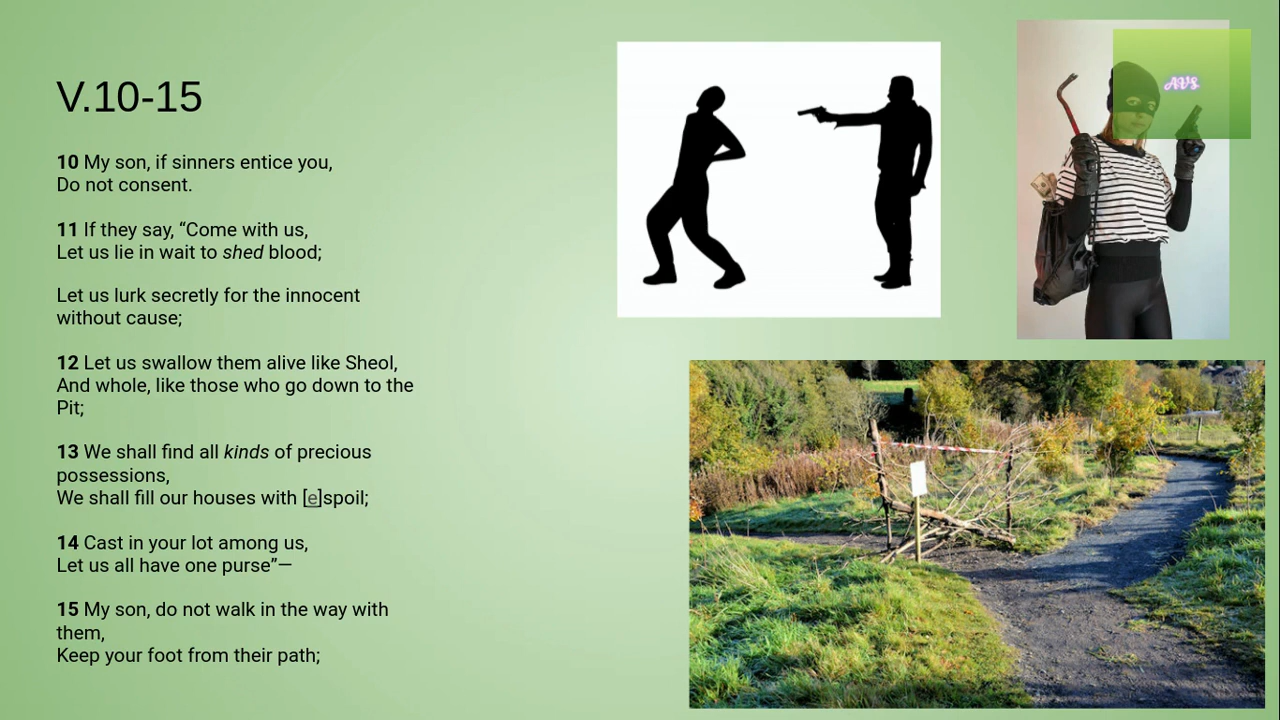 V.10-15
10 My son, if sinners entice you,
Do not consent.
11 If they say, “Come with us,
Let us lie in wait to shed blood;
Let us lurk secretly for the innocent
without cause;
12 Let us swallow them alive like Sheol,
And whole, like those who go down to the
Pit;
13 We shall find all kinds of precious
possessions,
We shall fill our houses with [e]spoil;
14 Cast in your lot among us,
Let us all have one purse”—
15 My son, do not walk in the way with
them,
Keep your foot from their path;
AVS